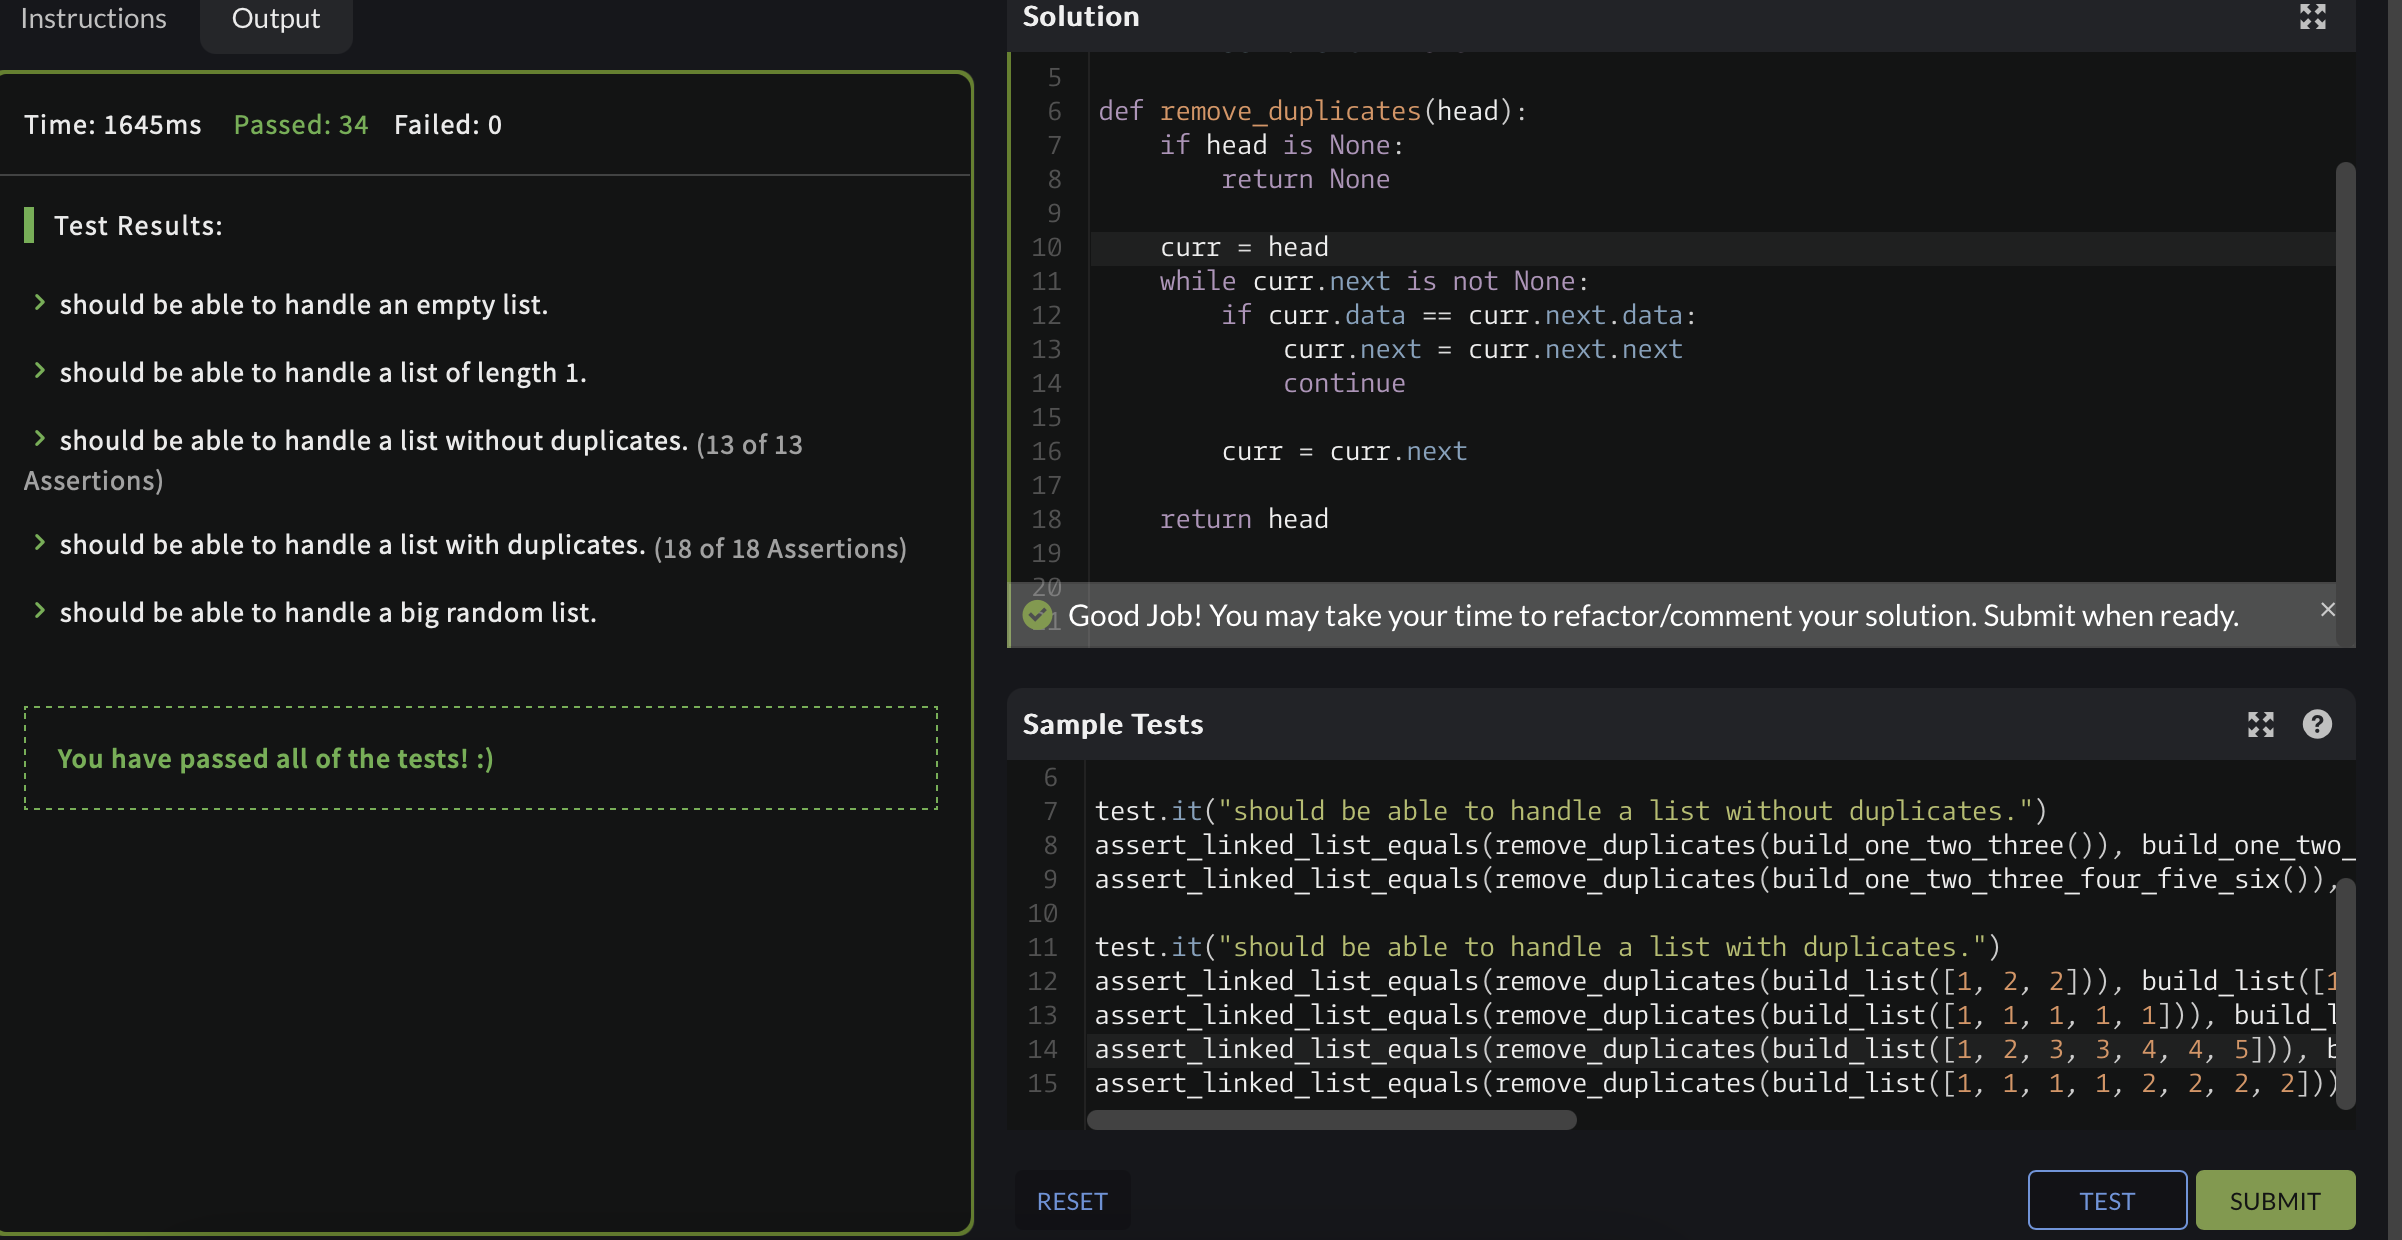 Instructions
Output
Time: 1645ms Passed: 34 Failed: 0
Test Results:
> should be able to handle an empty list.
> should be able to handle a list of length 1.
> should be able to handle a list without duplicates. (13 of 13
Assertions)
> should be able to handle a list with duplicates. (18 of 18 Assertions)
> should be able to handle a big random list.
You have passed all of the tests! :)
Solution
5
6 def remove_duplicates(head):
7     if head is None:
8         return None
9
10     curr = head
11     while curr.next is not None:
12         if curr.data == curr.next.data:
13             curr.next = curr.next.next
14             continue
15
16         curr = curr.next
17
18     return head
19
20
Good Job! You may take your time to refactor/comment your solution. Submit when ready. ×
Sample Tests
?
6
7 test.it("should be able to handle a list without duplicates.")
8 assert_linked_list_equals(remove_duplicates(build_one_two_three()), build_one_two_
9 assert_linked_list_equals(remove_duplicates(build_one_two_three_four_five_six()),
10
11 test.it("should be able to handle a list with duplicates.")
12 assert_linked_list_equals(remove_duplicates(build_list([1, 2, 2])), build_list([1
13 assert_linked_list_equals(remove_duplicates(build_list([1, 1, 1, 1, 1])), build_l
14 assert_linked_list_equals(remove_duplicates(build_list([1, 2, 3, 3, 4, 4, 5])), b
15 assert_linked_list_equals(remove_duplicates(build_list([1, 1, 1, 1, 2, 2, 2, 2]))
RESET
TEST
SUBMIT